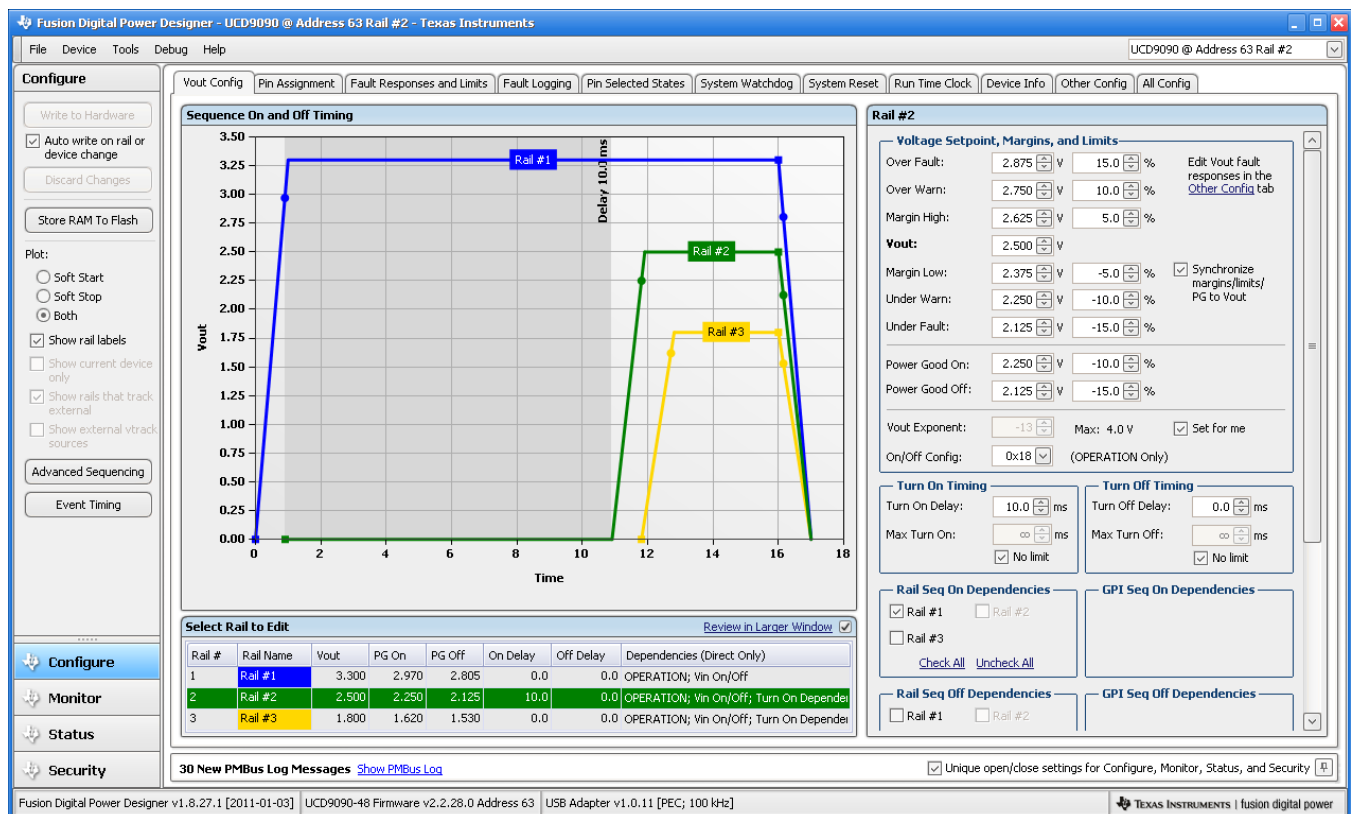 Fusion Digital Power Designer - UCD9090 @ Address 63 Rail #2 - Texas Instruments
File Device Tools Debug Help
UCD9090 @ Address 63 Rail #2
Configure
Write to Hardware
Auto write on rail or
device change
Discard Changes
Store RAM To Flash
Plot:
Soft Start
Soft Stop
Both
Show rail labels
Show current device
only
Show rails that track
external
Show external vtrack
sources
Advanced Sequencing
Event Timing
Configure
Monitor
Status
Security
Vout Config Pin Assignment Fault Responses and Limits Fault Logging Pin Selected States System Watchdog System Reset Run Time Clock Device Info Other Config All Config
Sequence On and Off Timing
3.50
3.25
3.00
2.75
2.50
2.25
2.00
1.75
1.50
1.25
1.00
0.75
0.50
0.25
0.00
Vout
Rail #1
Delay 10.0 ms
Rail #2
Rail #3
0 2 4 6 8 10 12 14 16 18
Time
Select Rail to Edit Review in Larger Window
Rail # Rail Name Vout PG On PG Off On Delay Off Delay Dependencies (Direct Only)
1 Rail #1 3.300 2.970 2.805 0.0 0.0 OPERATION; Vin On/Off
2 Rail #2 2.500 2.250 2.125 10.0 0.0 OPERATION; Vin On/Off; Turn On Depender
3 Rail #3 1.800 1.620 1.530 0.0 0.0 OPERATION; Vin On/Off; Turn On Depender
Rail #2
Voltage Setpoint, Margins, and Limits
Over Fault: 2.875 V 15.0 %
Over Warn: 2.750 V 10.0 %
Margin High: 2.625 V 5.0 %
Edit Vout fault
responses in the
Other Config tab
Vout: 2.500 V
Margin Low: 2.375 V -5.0 %
Under Warn: 2.250 V -10.0 %
Under Fault: 2.125 V -15.0 %
Synchronize
margins/limits/
PG to Vout
Power Good On: 2.250 V -10.0 %
Power Good Off: 2.125 V -15.0 %
Vout Exponent: -13 Max: 4.0 V Set for me
On/Off Config: 0x18 (OPERATION Only)
Turn On Timing
Turn On Delay: 10.0 ms
Max Turn On: ∞ ms
No limit
Turn Off Timing
Turn Off Delay: 0.0 ms
Max Turn Off: ∞ ms
No limit
Rail Seq On Dependencies
Rail #1 Rail #2
Rail #3
Check All Uncheck All
GPI Seq On Dependencies
Rail Seq Off Dependencies
Rail #1 Rail #2
GPI Seq Off Dependencies
30 New PMBus Log Messages Show PMBus Log
Unique open/close settings for Configure, Monitor, Status, and Security
Fusion Digital Power Designer v1.8.27.1 [2011-01-03] UCD9090-48 Firmware v2.2.28.0 Address 63 USB Adapter v1.0.11 [PEC; 100 kHz]
TEXAS INSTRUMENTS | fusion digital power